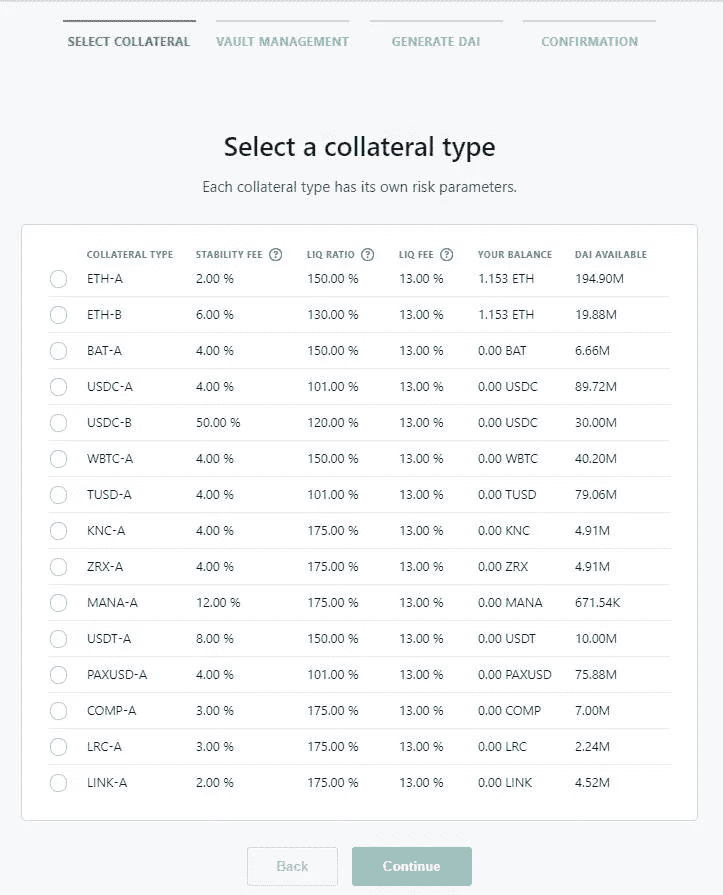 SELECT COLLATERAL VAULT MANAGEMENT GENERATE DAI CONFIRMATION
Select a collateral type
Each collateral type has its own risk parameters.
COLLATERAL TYPE STABILITY FEE ? LIQ RATIO ? LIQ FEE ? YOUR BALANCE DAI AVAILABLE
ETH-A 2.00 % 150.00 % 13.00 % 1.153 ETH 194.90M
ETH-B 6.00 % 130.00 % 13.00 % 1.153 ETH 19.88M
BAT-A 4.00 % 150.00 % 13.00 % 0.00 BAT 6.66M
USDC-A 4.00 % 101.00 % 13.00 % 0.00 USDC 89.72M
USDC-B 50.00 % 120.00 % 13.00 % 0.00 USDC 30.00M
WBTC-A 4.00 % 150.00 % 13.00 % 0.00 WBTC 40.20M
TUSD-A 4.00 % 101.00 % 13.00 % 0.00 TUSD 79.06M
KNC-A 4.00 % 175.00 % 13.00 % 0.00 KNC 4.91M
ZRX-A 4.00 % 175.00 % 13.00 % 0.00 ZRX 4.91M
MANA-A 12.00 % 175.00 % 13.00 % 0.00 MANA 671.54K
USDT-A 8.00 % 150.00 % 13.00 % 0.00 USDT 10.00M
PAXUSD-A 4.00 % 101.00 % 13.00 % 0.00 PAXUSD 75.88M
COMP-A 3.00 % 175.00 % 13.00 % 0.00 COMP 7.00M
LRC-A 3.00 % 175.00 % 13.00 % 0.00 LRC 2.24M
LINK-A 2.00 % 175.00 % 13.00 % 0.00 LINK 4.52M
Back Continue